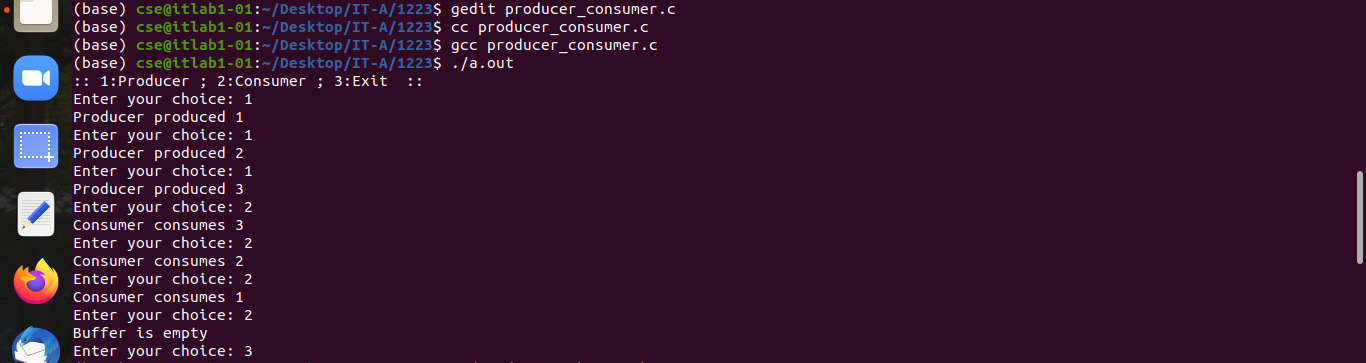 (base) cse@itlab1-01:~/Desktop/IT-A/1223$ gedit producer_consumer.c
(base) cse@itlab1-01:~/Desktop/IT-A/1223$ cc producer_consumer.c
(base) cse@itlab1-01:~/Desktop/IT-A/1223$ gcc producer_consumer.c
(base) cse@itlab1-01:~/Desktop/IT-A/1223$ ./a.out
:: 1:Producer ; 2:Consumer ; 3:Exit  ::
Enter your choice: 1
Producer produced 1
Enter your choice: 1
Producer produced 2
Enter your choice: 1
Producer produced 3
Enter your choice: 2
Consumer consumes 3
Enter your choice: 2
Consumer consumes 2
Enter your choice: 2
Consumer consumes 1
Enter your choice: 2
Buffer is empty
Enter your choice: 3